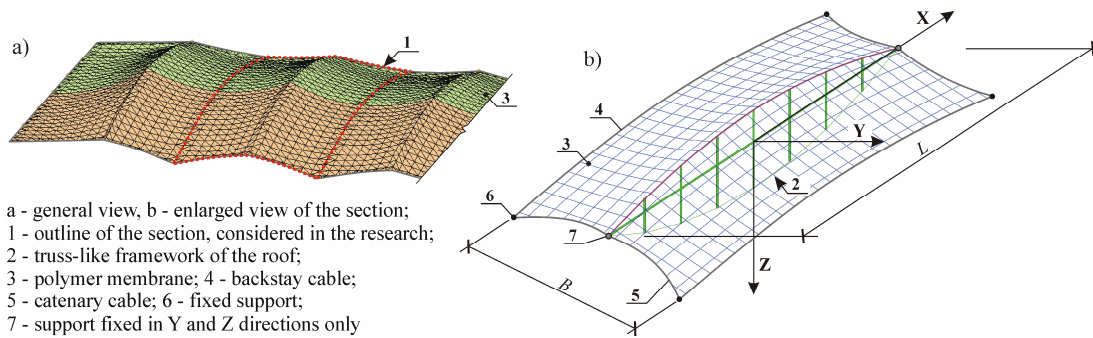 a)
1
3
b)
X
4
3
Y
L
2
6
7
Z
B
5
a - general view, b - enlarged view of the section;
1 - outline of the section, considered in the research;
2 - truss-like framework of the roof;
3 - polymer membrane; 4 - backstay cable;
5 - catenary cable; 6 - fixed support;
7 - support fixed in Y and Z directions only